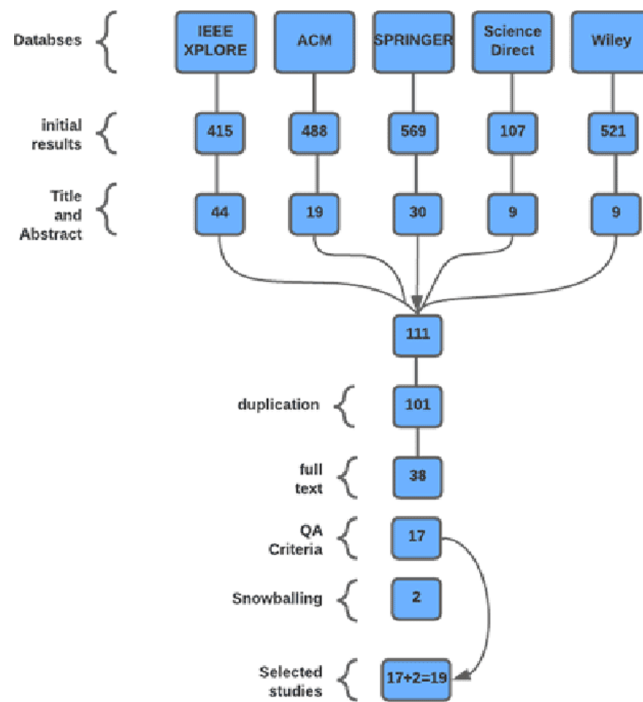 Databses
IEEE
XPLORE
ACM
SPRINGER
Science
Direct
Wiley
initial
results
415
488
569
107
521
Title
and
Abstract
44
19
30
9
9
111
duplication
101
full
text
38
QA
Criteria
17
Snowballing
2
Selected
studies
17+2=19